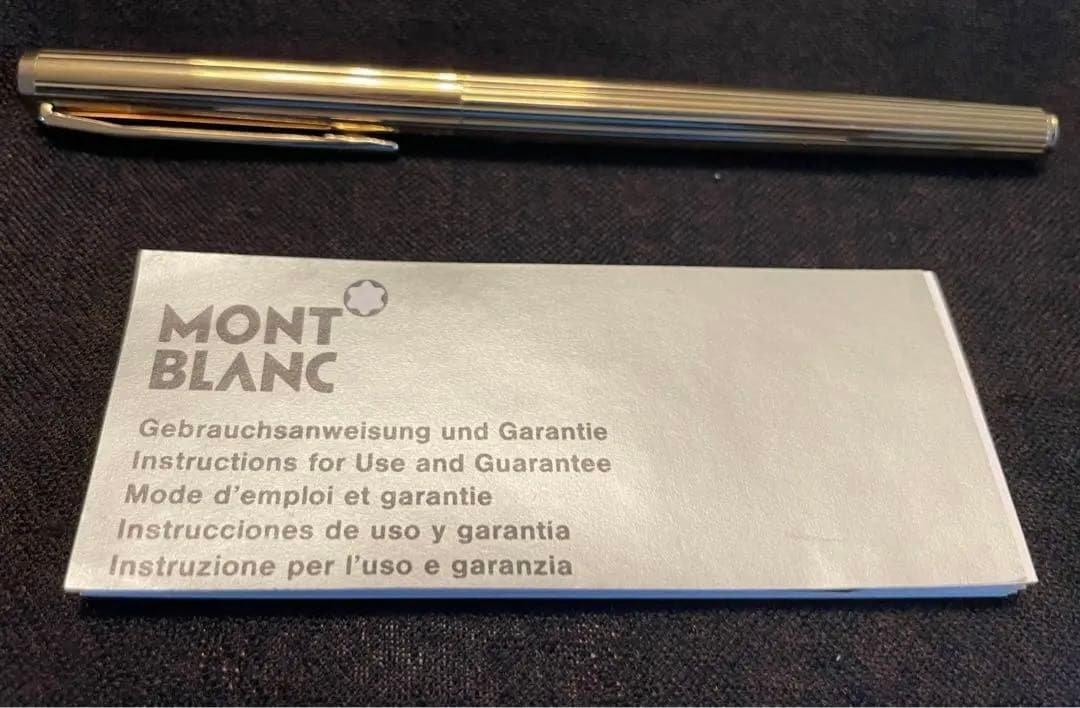 MONT
BLANC
Gebrauchsanweisung und Garantie
Instructions for Use and Guarantee
Mode d'emploi et garantie
Instrucciones de uso y garantía
Instruzione per l'uso e garanzia